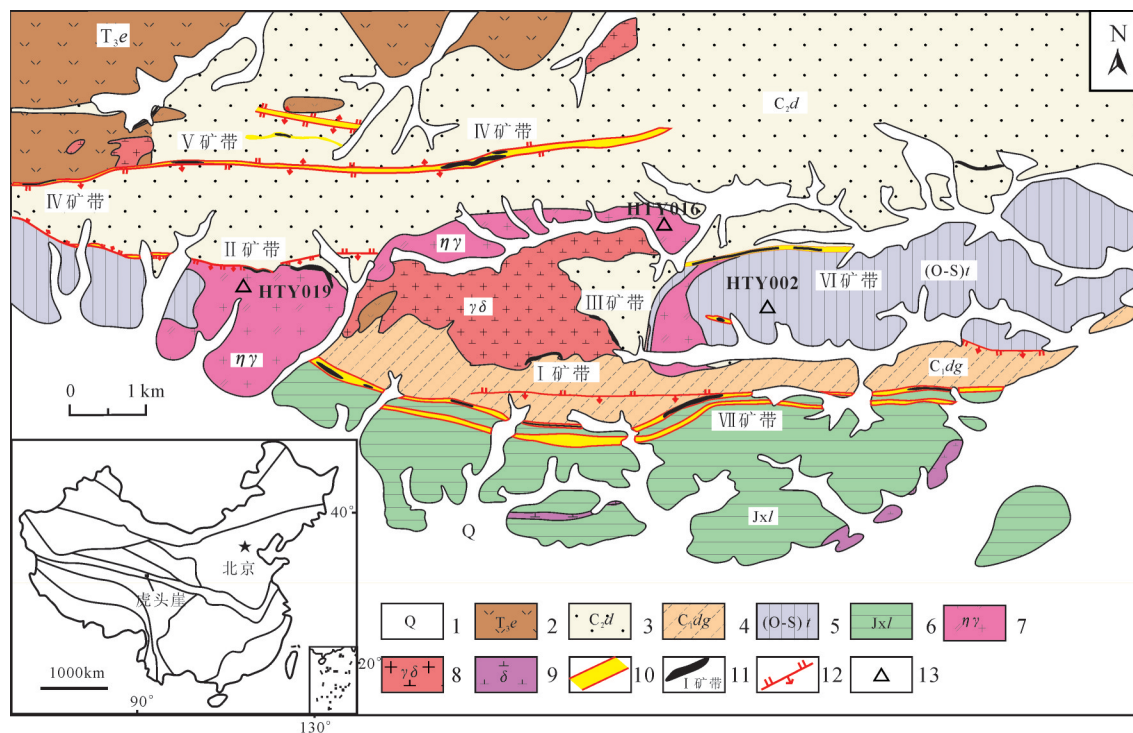 T₃e
N
C₂d
V矿带
IV矿带
IV矿带
HTY016
II矿带
ηγ
(O-S)t
HTY002
VI矿带
HTY019
III矿带
γδ
ηγ
C₁dg
I矿带
0 1 km
VII矿带
Jxl
Q
40°
北京
虎头崖
20°
1000km
90°
130°
Q 1 T₃e 2 C₂d 3 C₁dg 4 (O-S)t 5 Jxl 6 ηγ 7
γδ 8 δ 9 10 I矿带 11 12 13